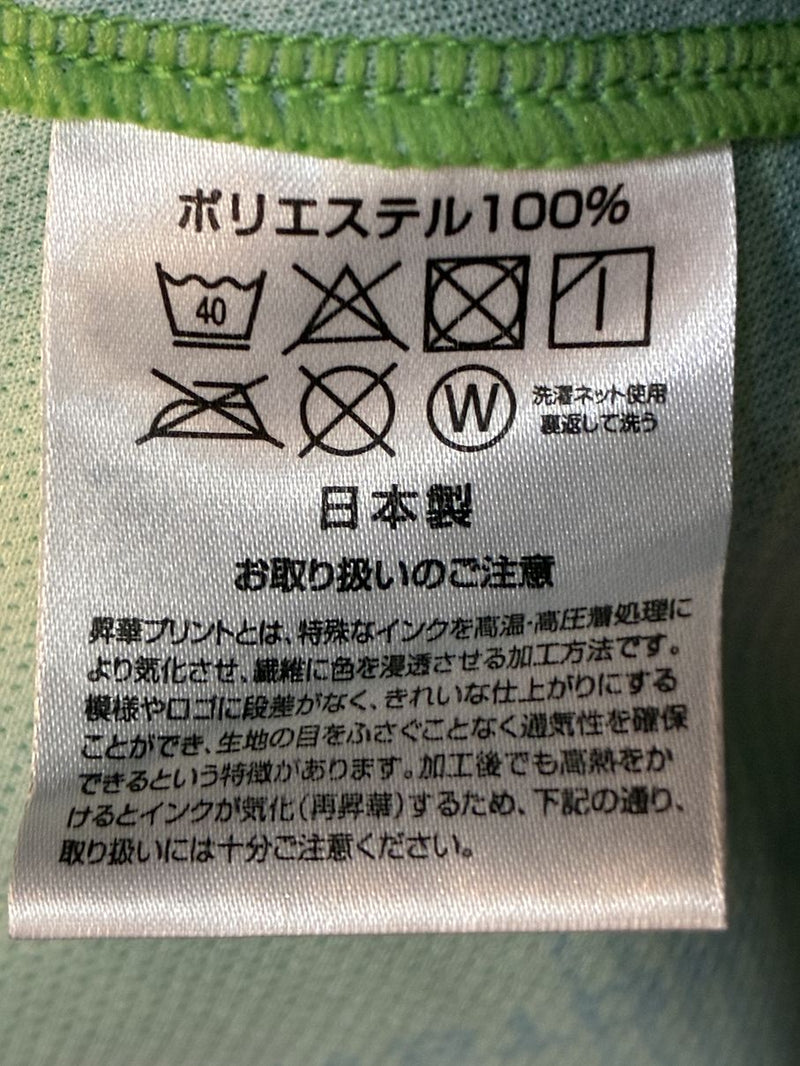 ポリエステル100%
40
W
洗濯ネット使用
裏返して洗う
日本製
お取り扱いのご注意
昇華プリントとは、特殊なインクを高温・高圧着処理に
より気化させ、繊維に色を浸透させる加工方法です。
模様やロゴに段差がなく、きれいな仕上がりにする
ことができ、生地の目をふさぐことなく通気性を確保
できるという特徴があります。加工後でも高熱をか
けるとインクが気化(再昇華)するため、下記の通り、
取り扱いには十分ご注意ください。